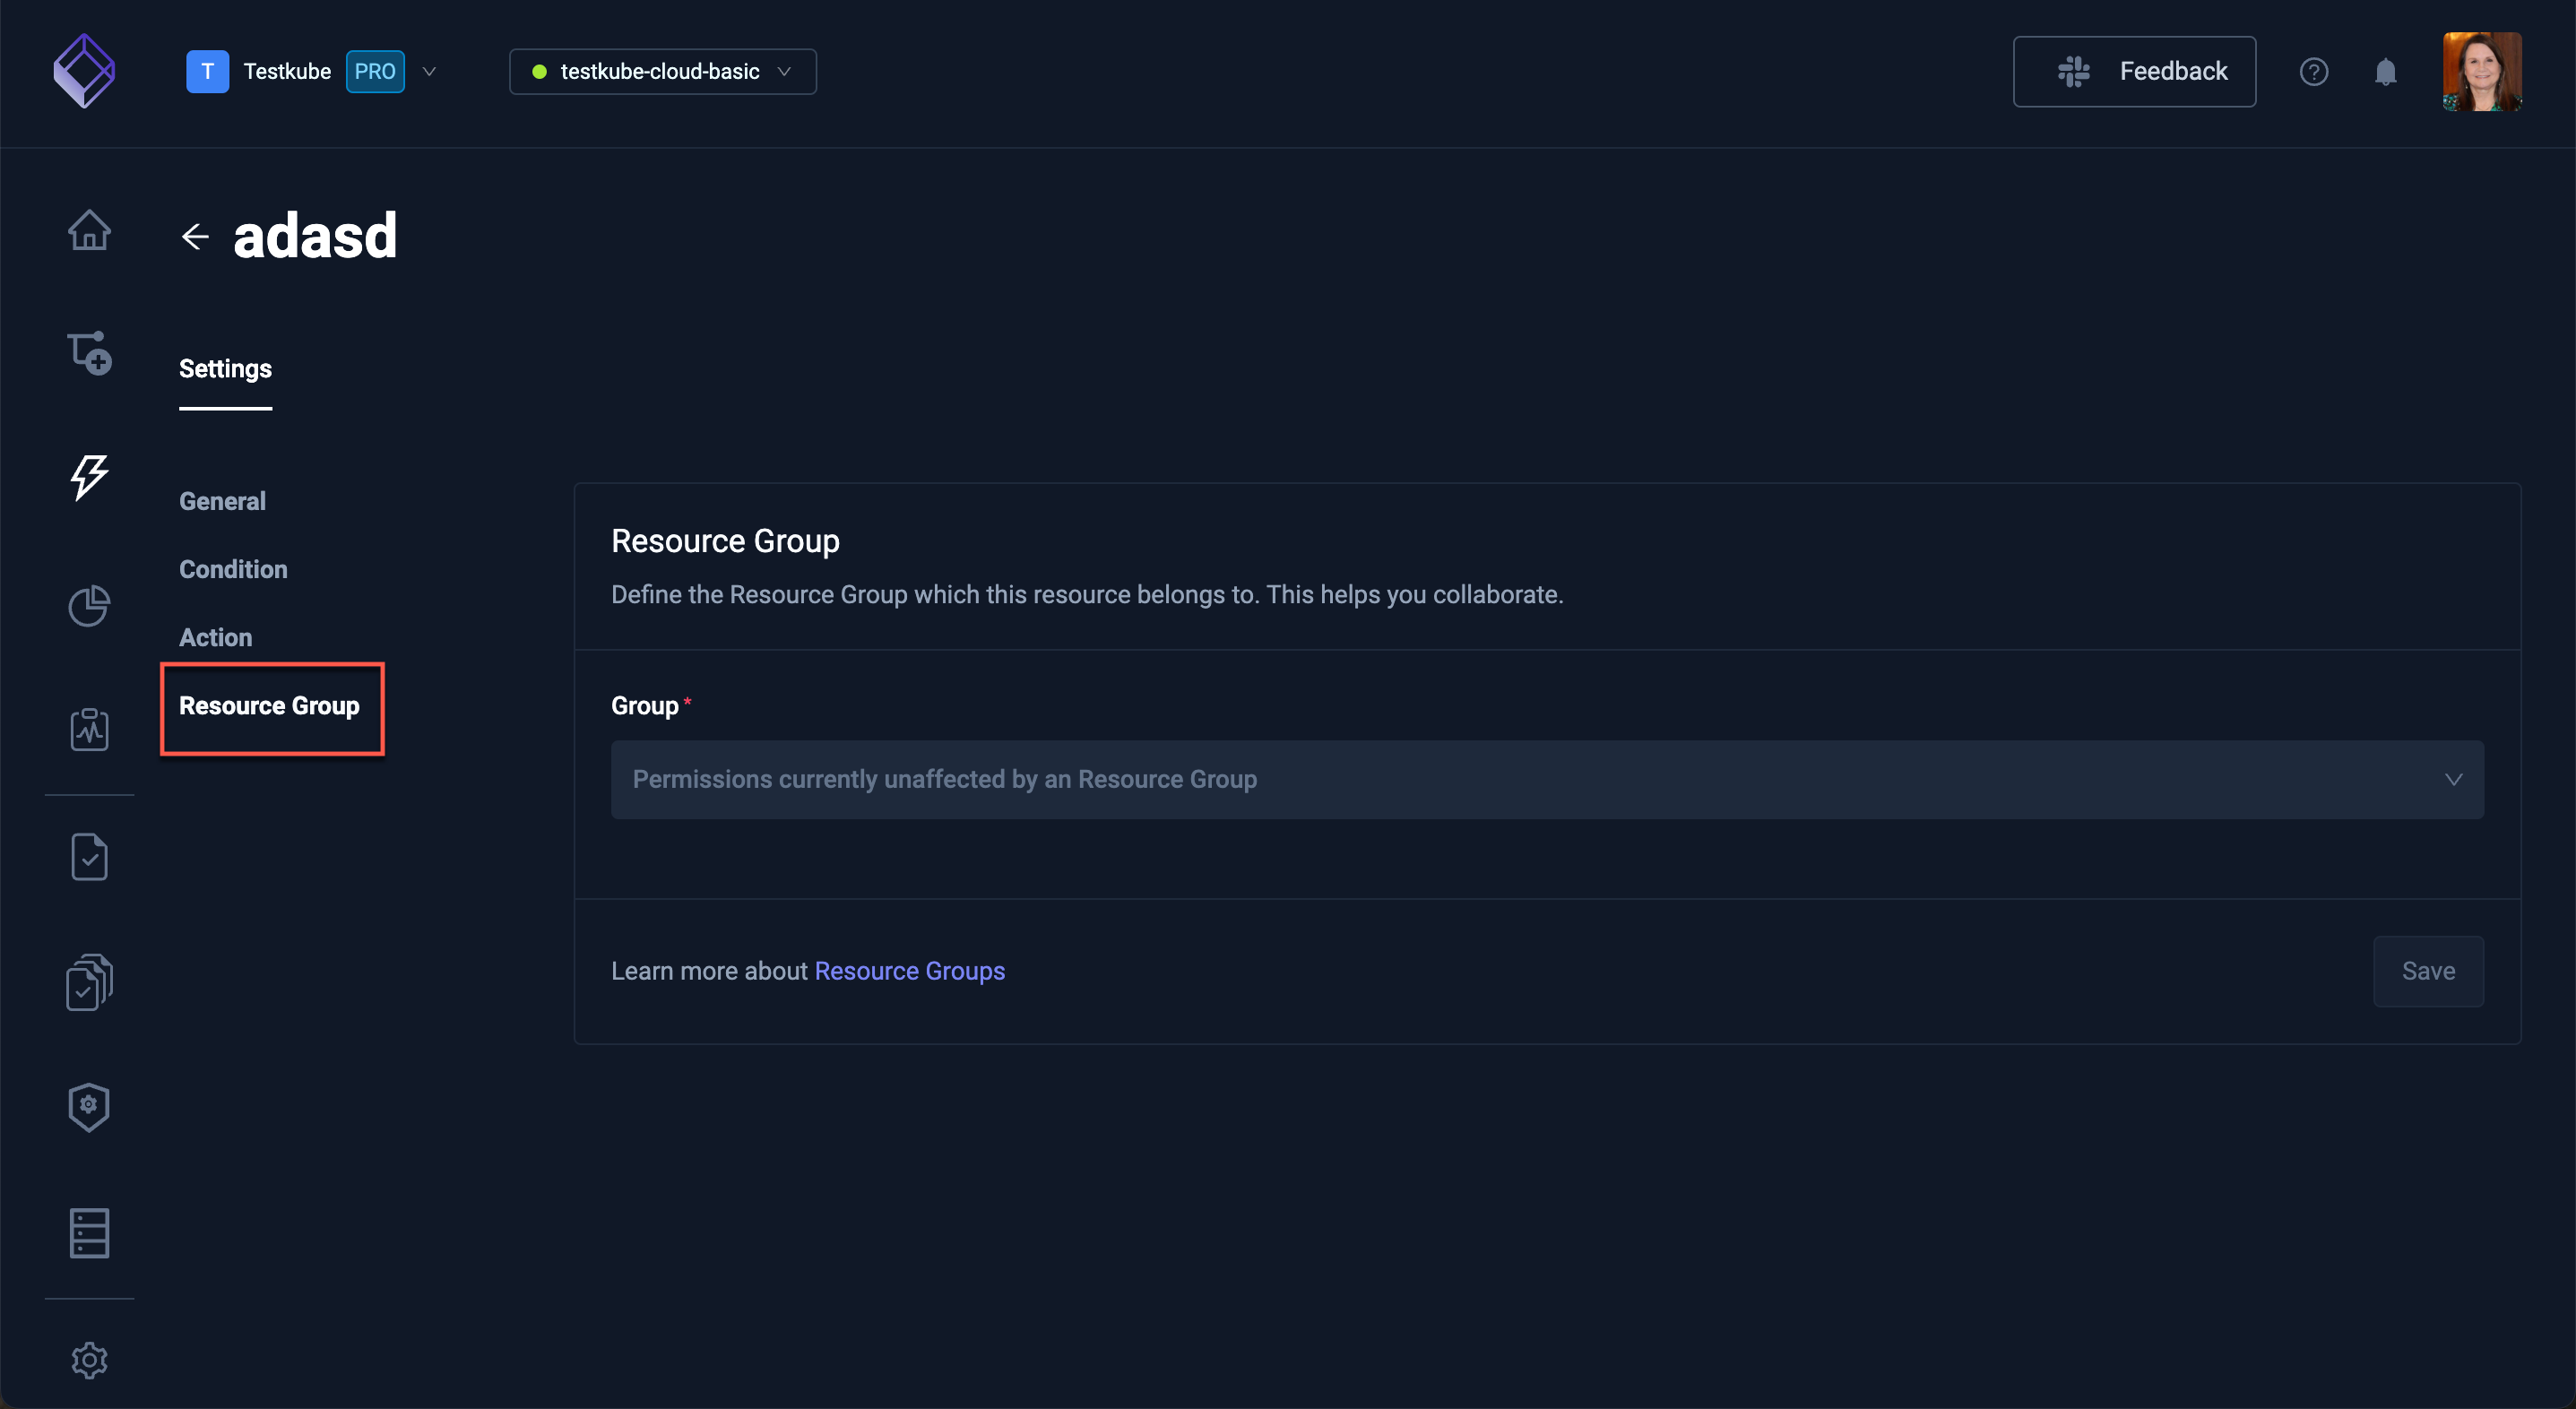 T Testkube PRO
testkube-cloud-basic
Feedback
?
adasd
Settings
General
Condition
Action
Resource Group
Resource Group
Define the Resource Group which this resource belongs to. This helps you collaborate.
Group *
Permissions currently unaffected by an Resource Group
Learn more about Resource Groups
Save